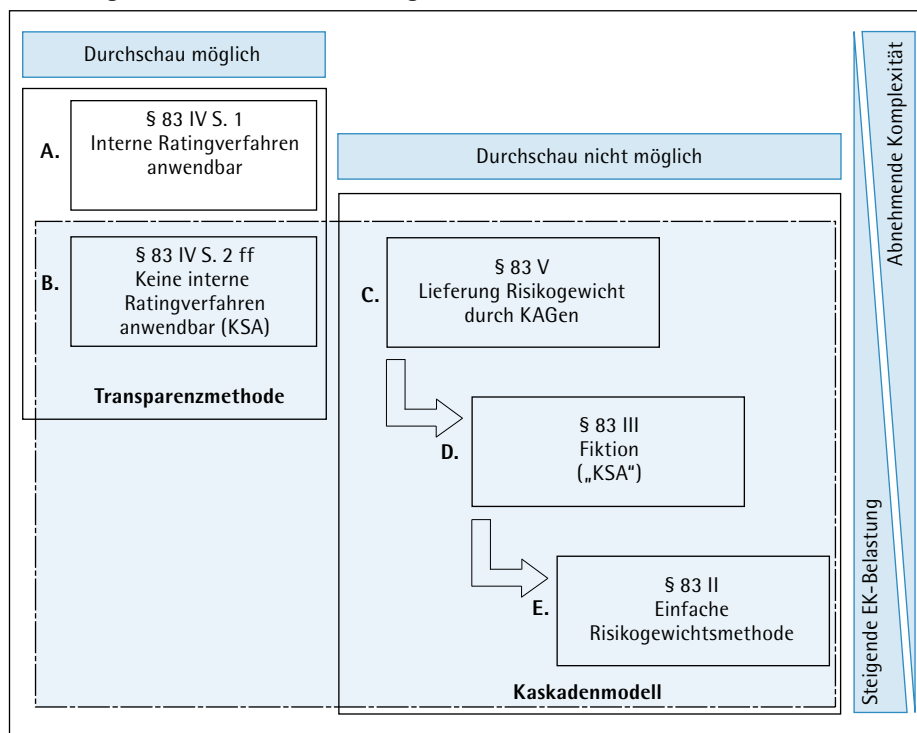 Durchschau möglich
A.
§ 83 IV S. 1
Interne Ratingverfahren
anwendbar
B.
§ 83 IV S. 2 ff
Keine interne
Ratingverfahren
anwendbar (KSA)
Transparenzmethode
Durchschau nicht möglich
C.
§ 83 V
Lieferung Risikogewicht
durch KAGen
D.
§ 83 III
Fiktion
(„KSA“)
E.
§ 83 II
Einfache
Risikogewichtsmethode
Kaskadenmodell
Abnehmende Komplexität
Steigende EK-Belastung